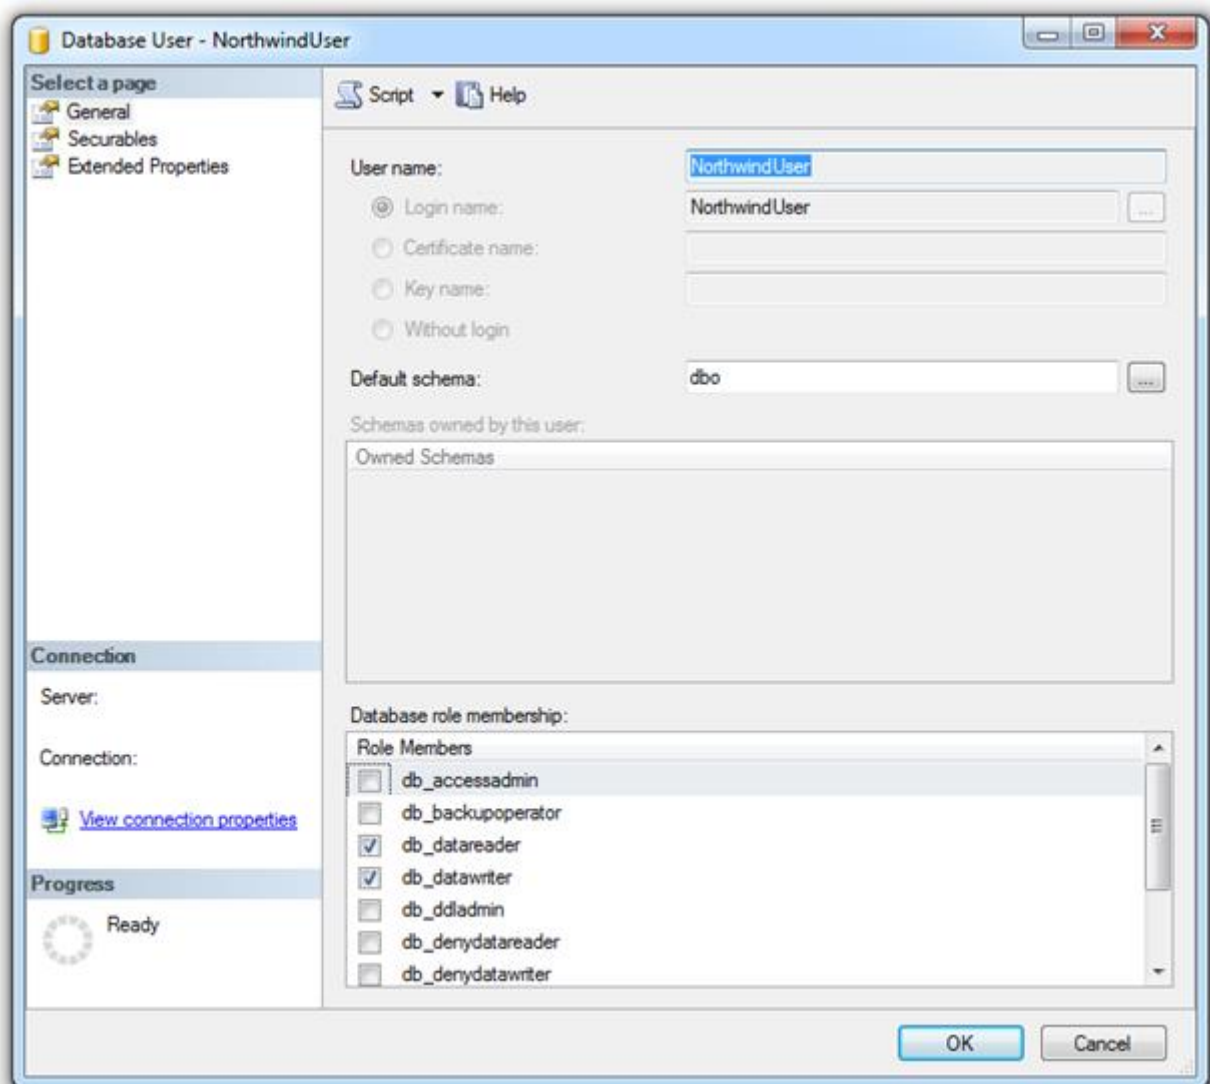 Database User - NorthwindUser
Select a page
General
Securables
Extended Properties
Script
Help
User name:
NorthwindUser
Login name:
NorthwindUser
...
Certificate name:
Key name:
Without login
Default schema:
dbo
...
Schemas owned by this user:
Owned Schemas
Connection
Server:
Connection:
View connection properties
Progress
Ready
Database role membership:
Role Members
db_accessadmin
db_backupoperator
db_datareader
db_datawriter
db_ddladmin
db_denydatareader
db_denydatawriter
OK
Cancel